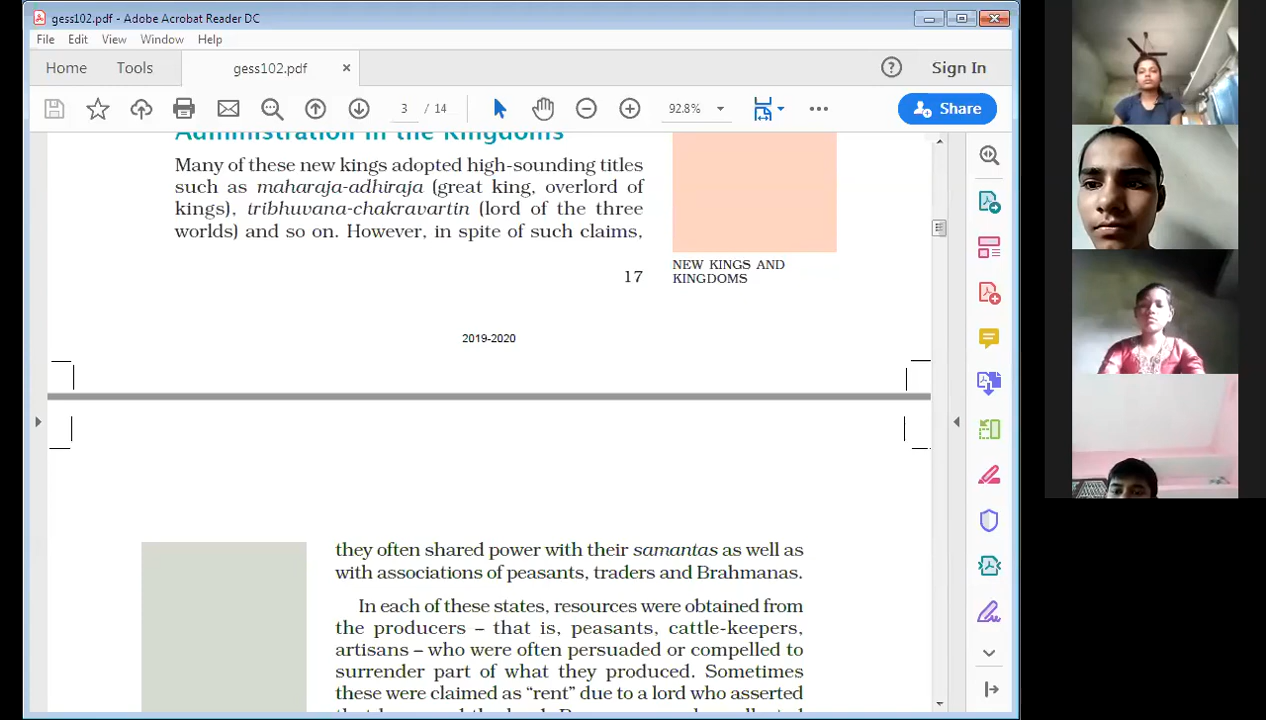 gess102.pdf - Adobe Acrobat Reader DC
File Edit View Window Help
Home Tools gess102.pdf × ? Sign In
3 / 14 92.8% Share
Administration in the Kingdoms
Many of these new kings adopted high-sounding titles
such as maharaja-adhiraja (great king, overlord of
kings), tribhuvana-chakravartin (lord of the three
worlds) and so on. However, in spite of such claims,
17
NEW KINGS AND
KINGDOMS
2019-2020
they often shared power with their samantas as well as
with associations of peasants, traders and Brahmanas.
In each of these states, resources were obtained from
the producers – that is, peasants, cattle-keepers,
artisans – who were often persuaded or compelled to
surrender part of what they produced. Sometimes
these were claimed as “rent” due to a lord who asserted